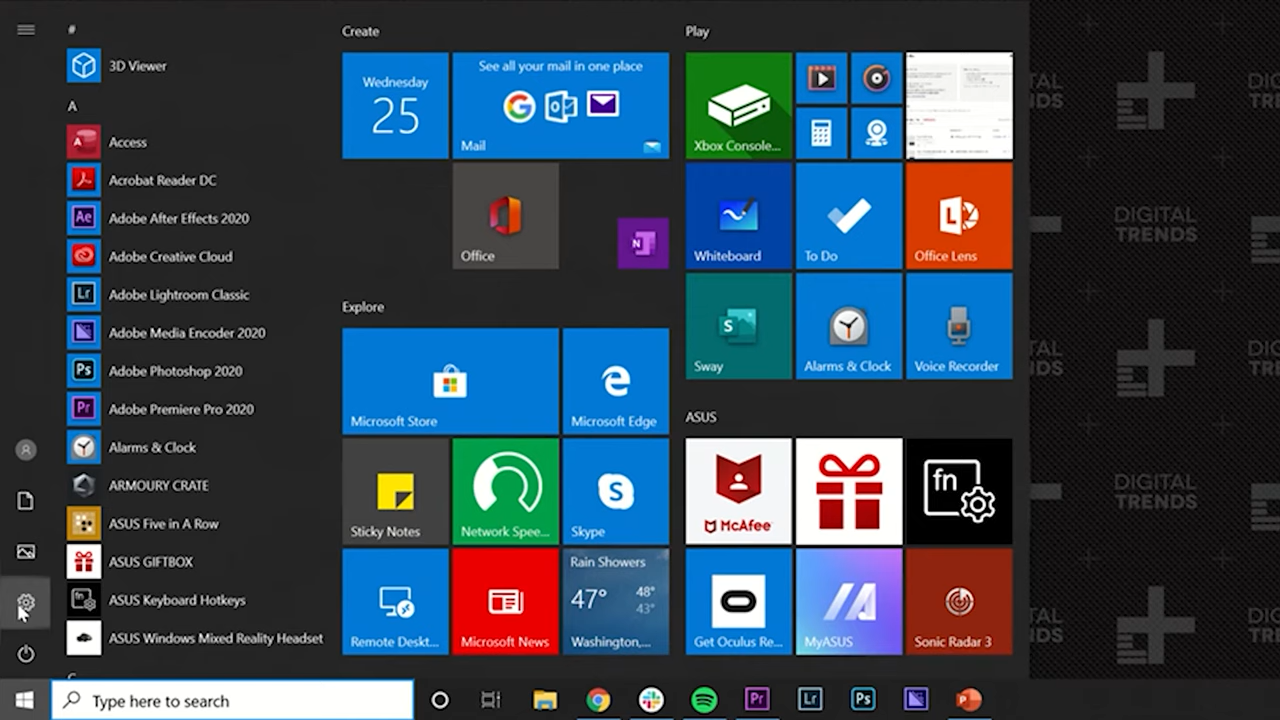 #
3D Viewer
A
Access
Acrobat Reader DC
Adobe After Effects 2020
Adobe Creative Cloud
Adobe Lightroom Classic
Adobe Media Encoder 2020
Adobe Photoshop 2020
Adobe Premiere Pro 2020
Alarms & Clock
ARMOURY CRATE
ASUS Five in A Row
ASUS GIFTBOX
ASUS Keyboard Hotkeys
ASUS Windows Mixed Reality Headset
Create
Wednesday
25
See all your mail in one place
Mail
Office
Explore
Microsoft Store
Microsoft Edge
Sticky Notes
Network Spee...
Skype
Remote Deskt...
Microsoft News
Rain Showers
47° 48°
43°
Washington,...
Play
Xbox Console...
Whiteboard
To Do
Office Lens
Sway
Alarms & Clock
Voice Recorder
ASUS
McAfee
fn
Get Oculus Re...
MyASUS
Sonic Radar 3
DIGITAL
TRENDS
DIGITAL
TRENDS
Type here to search